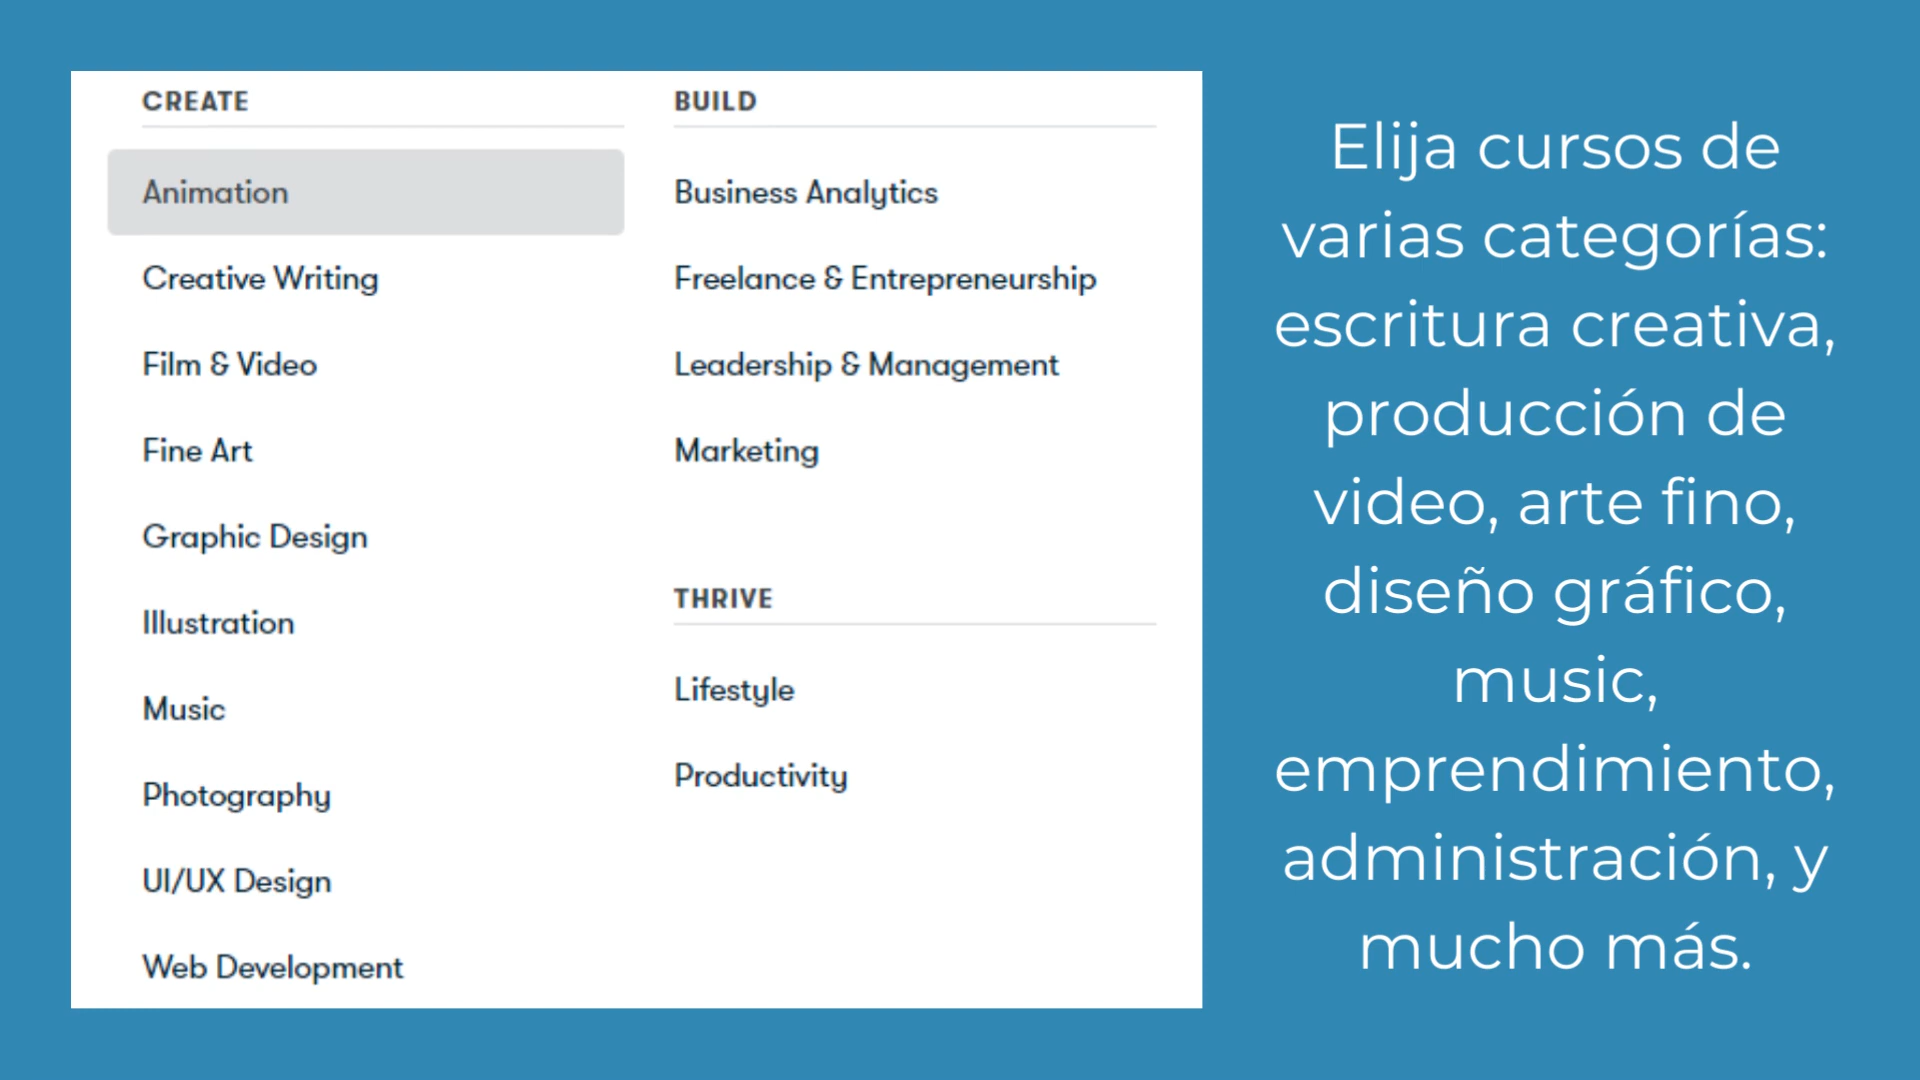 CREATE
Animation
Creative Writing
Film & Video
Fine Art
Graphic Design
Illustration
Music
Photography
UI/UX Design
Web Development
BUILD
Business Analytics
Freelance & Entrepreneurship
Leadership & Management
Marketing
THRIVE
Lifestyle
Productivity
Elija cursos de
varias categorías:
escritura creativa,
producción de
video, arte fino,
diseño gráfico,
music,
emprendimiento,
administración, y
mucho más.